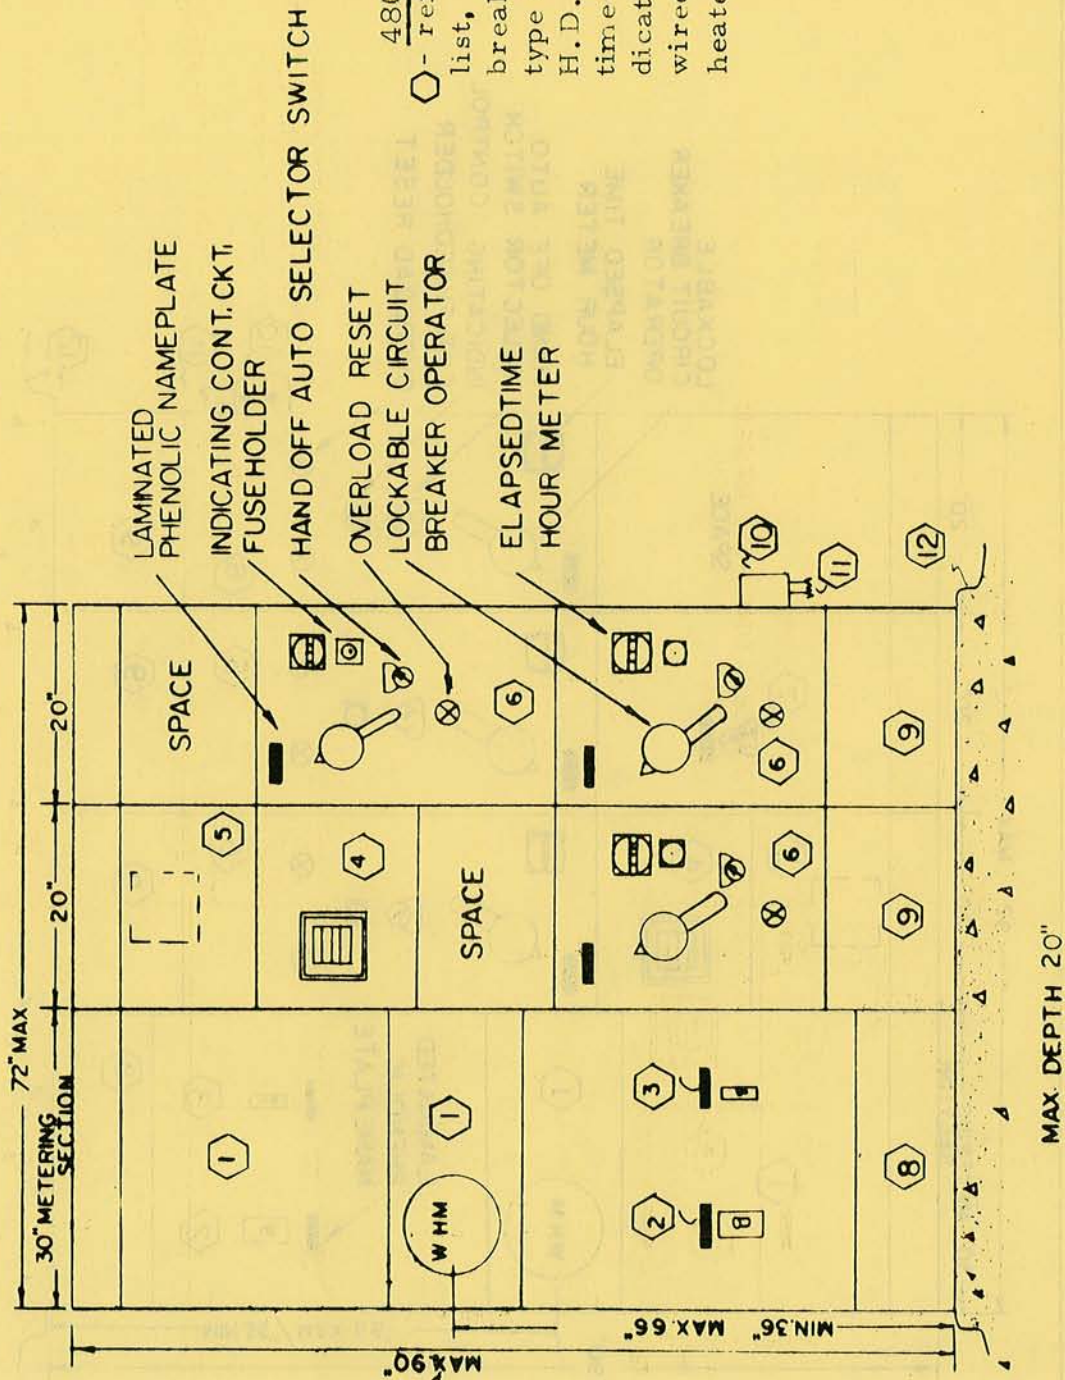 LAMINATED
PHENOLIC NAMEPLATE
INDICATING CONT. CKT.
FUSEHOLDER
HAND OFF AUTO SELECTOR SWITCH
OVERLOAD RESET
LOCKABLE CIRCUIT
BREAKER OPERATOR
ELAPSEDTIME
HOUR METER
480
- re
list,
break
type
H.D.
time
dicat
wired
heate
72" MAX
30" METERING
SECTION
20"
20"
MAX 90"
MIN. 36" MAX. 66"
1
1
WHM
2
3
8
5
4
SPACE
6
9
SPACE
6
6
9
10
11
12
MAX. DEPTH 20"